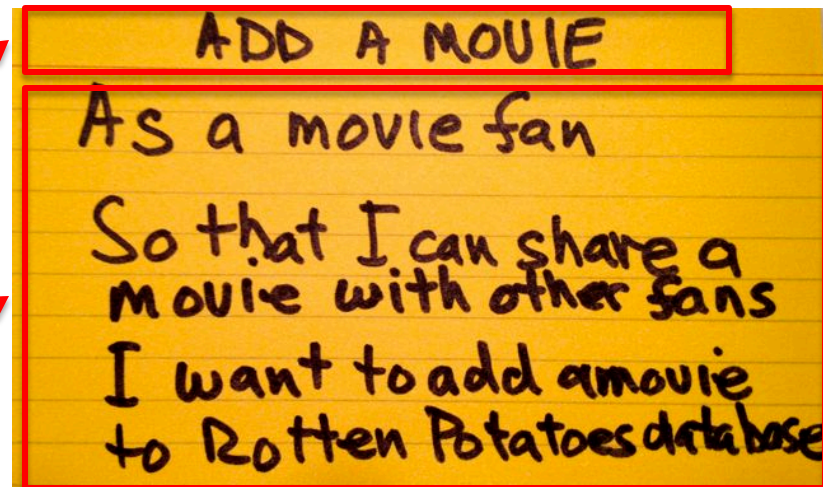 ADD A MOVIE
As a movie fan
So that I can share a
movie with other fans
I want to add a movie
to Rotten Potatoes database